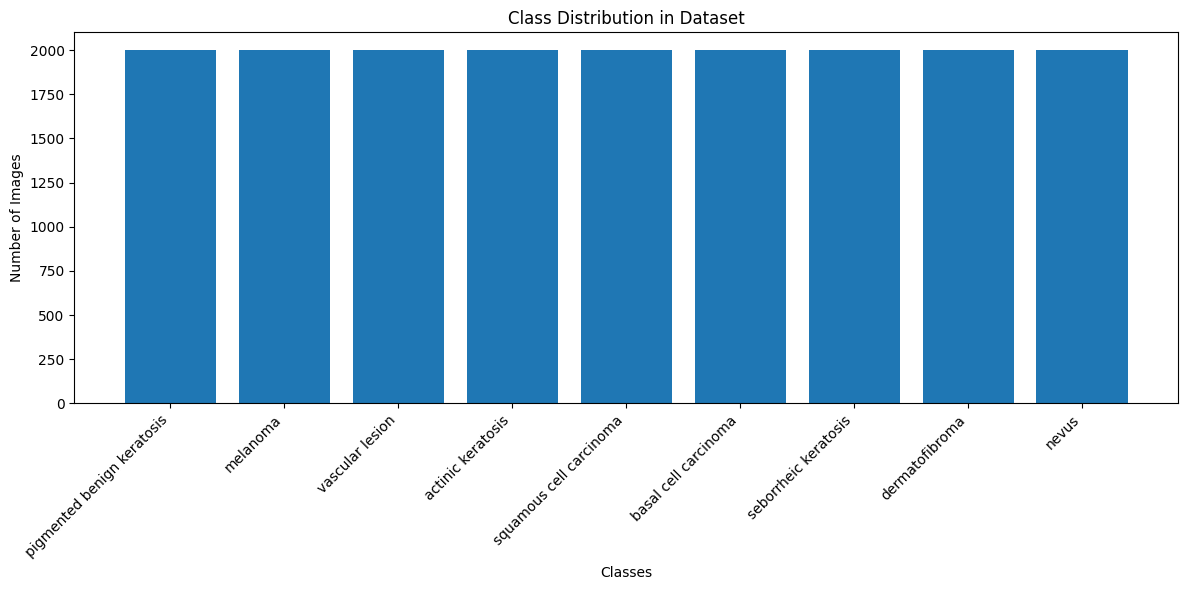 Class Distribution in Dataset
Number of Images
2000
1750
1500
1250
1000
750
500
250
0
pigmented benign keratosis
melanoma
vascular lesion
actinic keratosis
squamous cell carcinoma
basal cell carcinoma
seborrheic keratosis
dermatofibroma
nevus
Classes